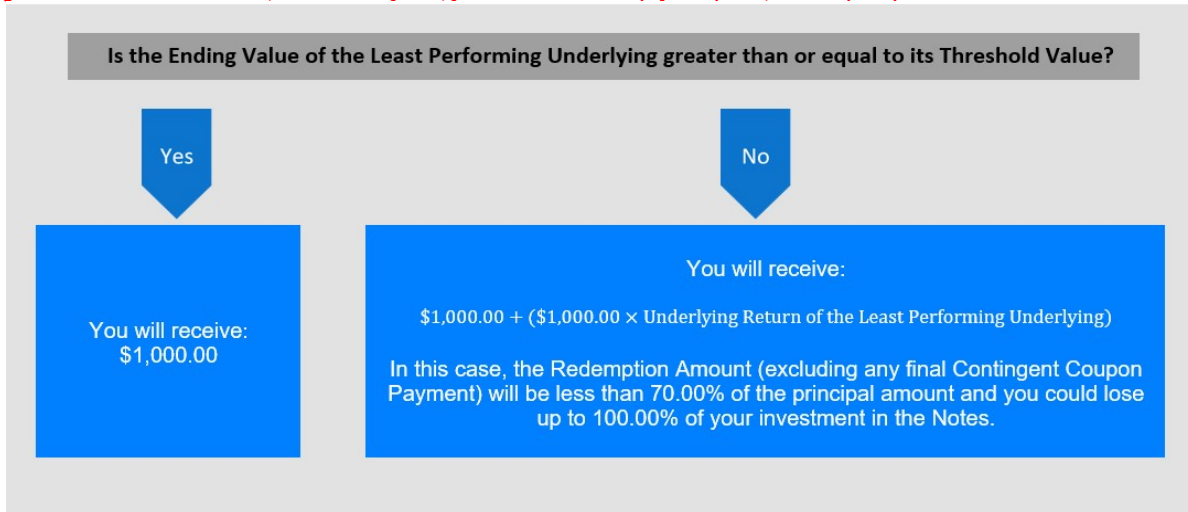 Is the Ending Value of the Least Performing Underlying greater than or equal to its Threshold Value?
Yes
No
You will receive:
$1,000.00
You will receive:
$1,000.00 + ($1,000.00 × Underlying Return of the Least Performing Underlying)
In this case, the Redemption Amount (excluding any final Contingent Coupon
Payment) will be less than 70.00% of the principal amount and you could lose
up to 100.00% of your investment in the Notes.